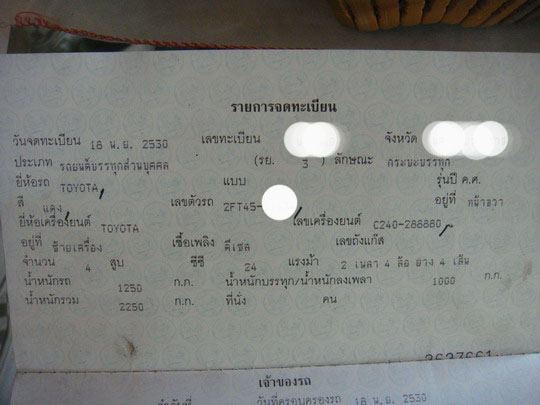 รายการจดทะเบียน
วันจดทะเบียน 18 พ.ย. 2530 เลขทะเบียน จังหวัด
ประเภท รถยนต์บรรทุกส่วนบุคคล (รย. 3 ) ลักษณะ กระบะบรรทุก
ยี่ห้อรถ TOYOTA แบบ รุ่นปี ค.ศ.
สี แดง เลขตัวรถ 2FT45- อยู่ที่ หน้าขวา
ยี่ห้อเครื่องยนต์ TOYOTA เลขเครื่องยนต์ C240-286880
อยู่ที่ ซ้ายเครื่อง เชื้อเพลิง ดีเซล เลขถังแก๊ส
จำนวน 4 สูบ ซีซี 24 แรงม้า 2 เพลา 4 ล้อ ยาง 4 เส้น
น้ำหนักรถ 1250 ก.ก. น้ำหนักบรรทุก/น้ำหนักลงเพลา 1000 ก.ก.
น้ำหนักรวม 2250 ก.ก. ที่นั่ง คน
เจ้าของรถ
วันที่ครอบครองรถ 18 พ.ย. 2530